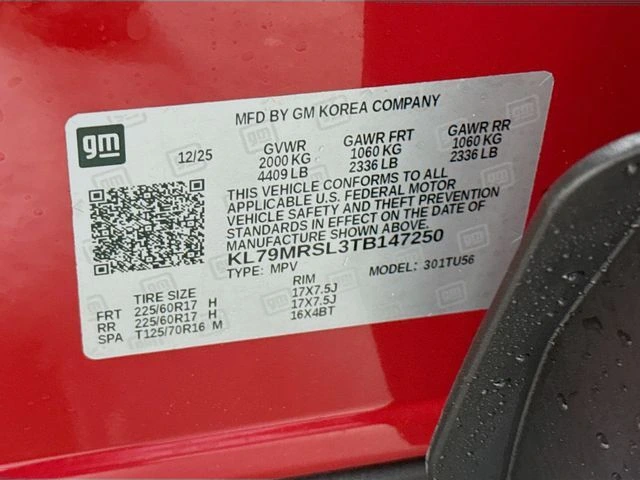 MFD BY GM KOREA COMPANY
gm
12/25 GVWR GAWR FRT GAWR RR
2000 KG 1060 KG 1060 KG
4409 LB 2336 LB 2336 LB
THIS VEHICLE CONFORMS TO ALL
APPLICABLE U.S. FEDERAL MOTOR
VEHICLE SAFETY AND THEFT PREVENTION
STANDARDS IN EFFECT ON THE DATE OF
MANUFACTURE SHOWN ABOVE.
KL79MRSL3TB147250
TYPE: MPV MODEL: 301TU56
TIRE SIZE RIM
FRT 225/60R17 H 17X7.5J
RR 225/60R17 H 17X7.5J
SPA T125/70R16 M 16X4BT